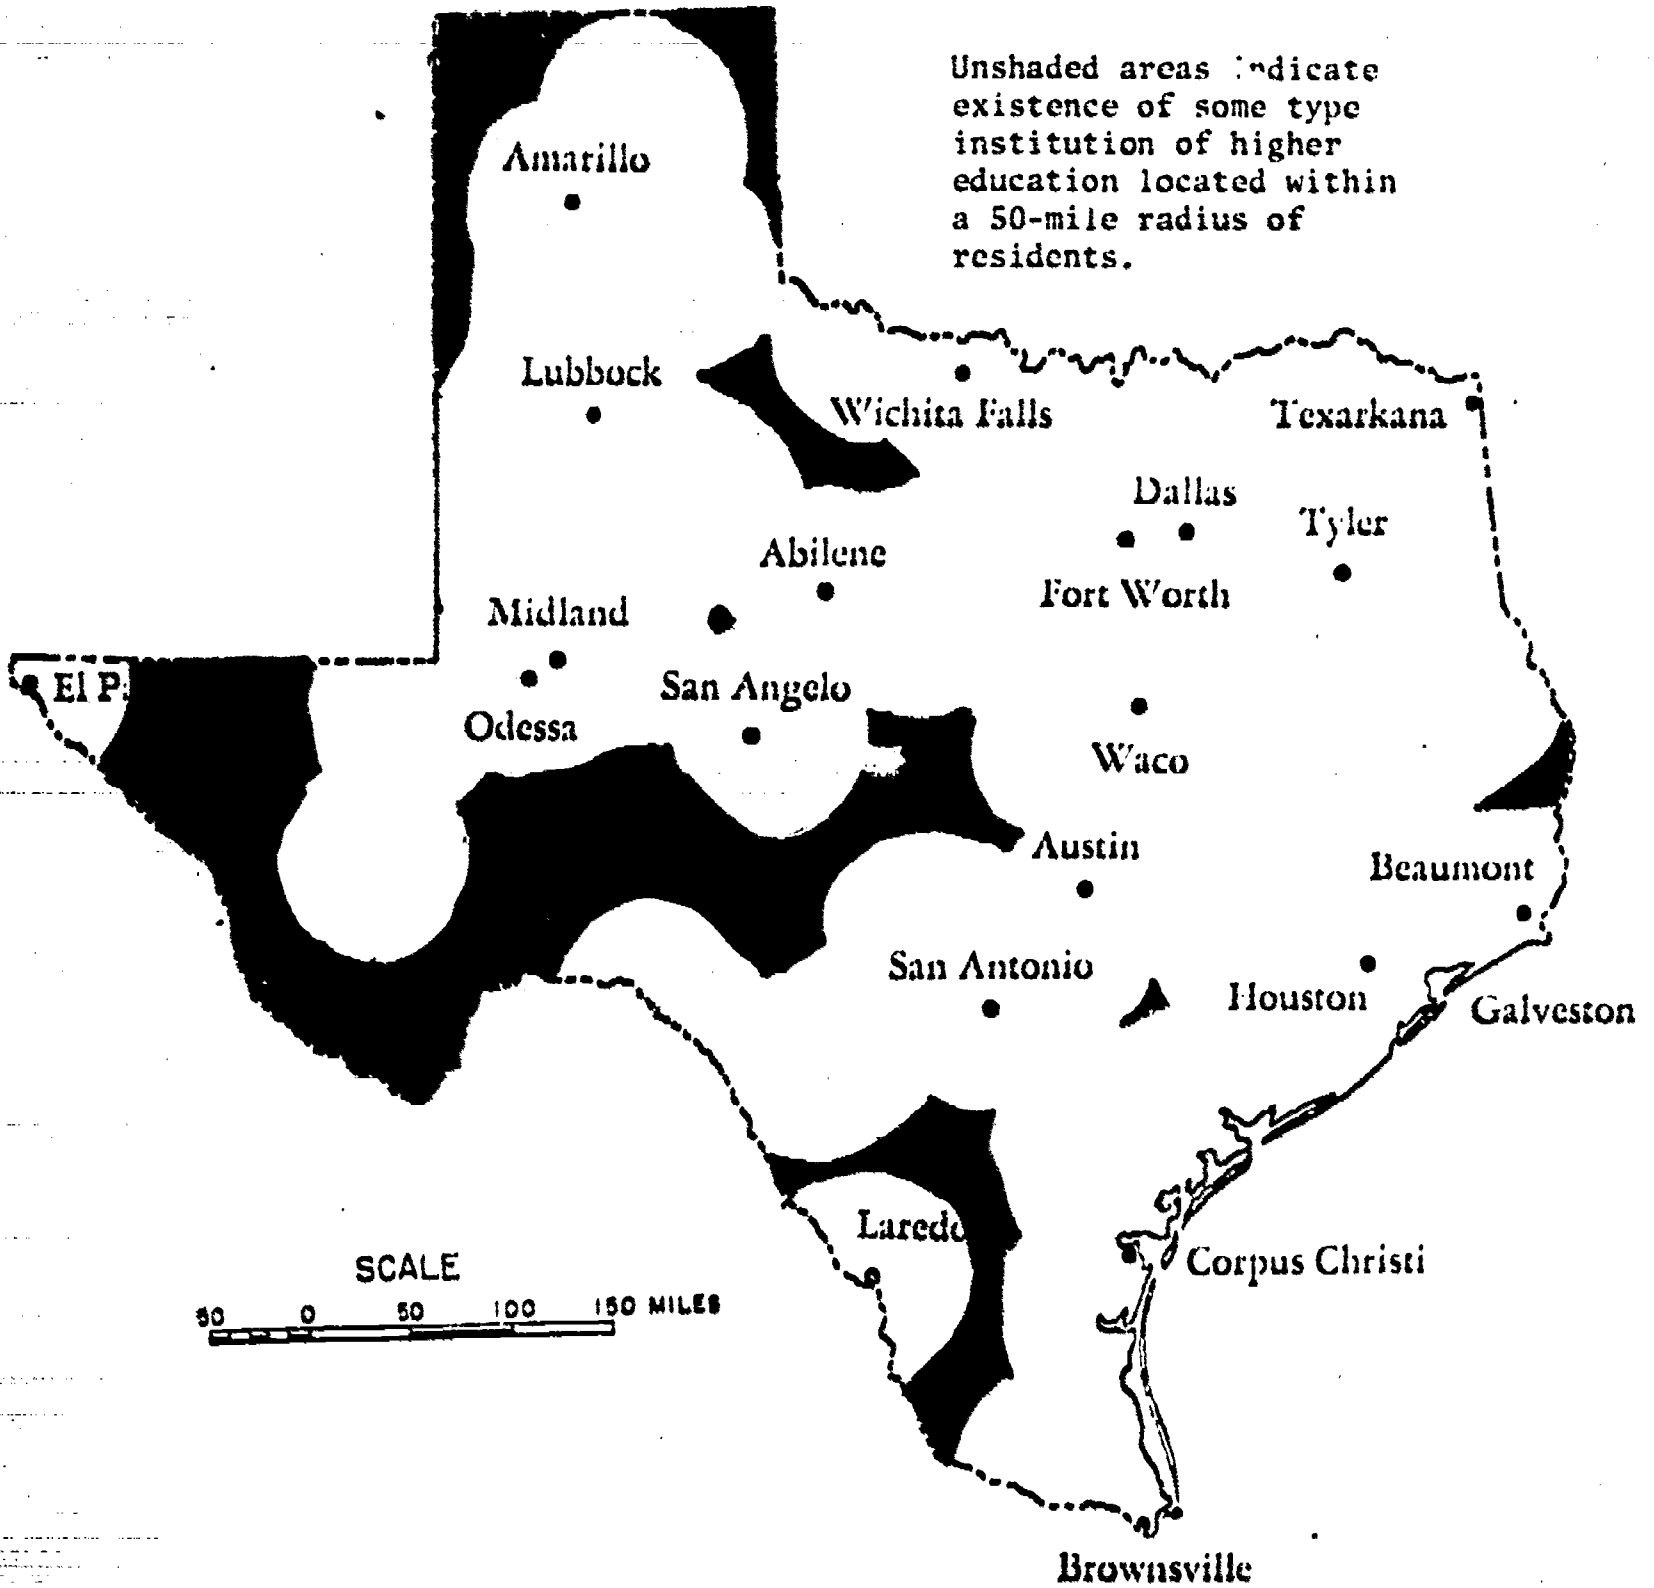 Unshaded areas indicate
existence of some type
institution of higher
education located within
a 50-mile radius of
residents.
Amarillo
Lubbock
Wichita Falls
Texarkana
Dallas
Tyler
Abilene
Fort Worth
Midland
El P
San Angelo
Odessa
Waco
Austin
Beaumont
San Antonio
Houston
Galveston
Laredo
Corpus Christi
SCALE
50 0 50 100 150 MILES
Brownsville